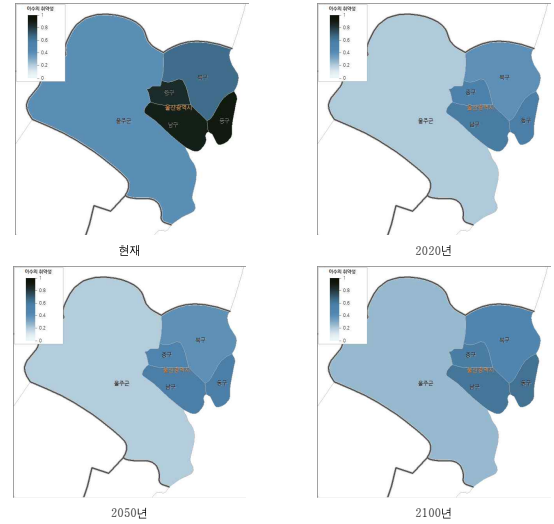 이수의 취약성
1
0.8
0.6
0.4
0.2
0
북구
중구
울산광역시
울주군
남구
동구
현재
이수의 취약성
1
0.8
0.6
0.4
0.2
0
북구
중구
울산광역시
울주군
남구
동구
2020년
이수의 취약성
1
0.8
0.6
0.4
0.2
0
북구
중구
울산광역시
울주군
남구
동구
2050년
이수의 취약성
1
0.8
0.6
0.4
0.2
0
북구
중구
울산광역시
울주군
남구
동구
2100년